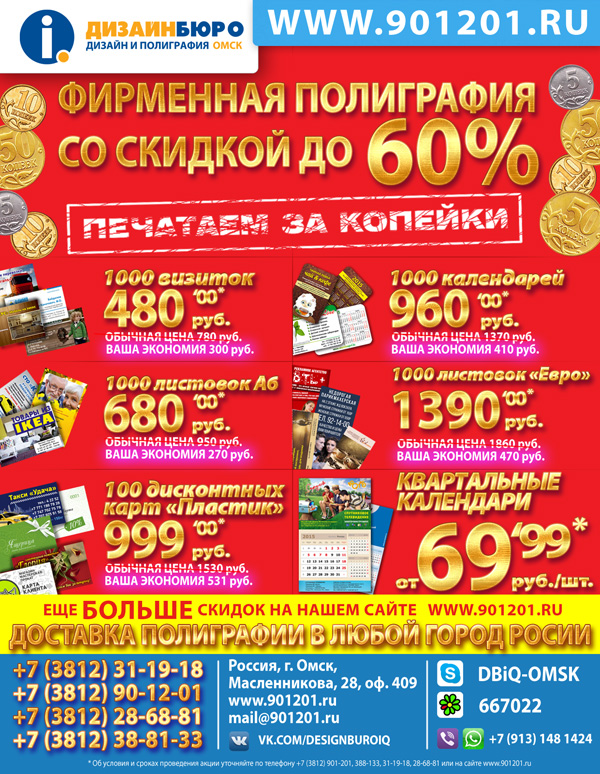 ДИЗАЙНБЮРО
ДИЗАЙН И ПОЛИГРАФИЯ ОМСК
WWW.901201.RU
ФИРМЕННАЯ ПОЛИГРАФИЯ
СО СКИДКОЙ ДО 60%
ПЕЧАТАЕМ ЗА КОПЕЙКИ
1000 визиток
480 '00'* руб.
ОБЫЧНАЯ ЦЕНА 780 руб.
ВАША ЭКОНОМИЯ 300 руб.
1000 календарей
960 '00'* руб.
ОБЫЧНАЯ ЦЕНА 1370 руб.
ВАША ЭКОНОМИЯ 410 руб.
1000 листовок А6
680 '00'* руб.
ОБЫЧНАЯ ЦЕНА 950 руб.
ВАША ЭКОНОМИЯ 270 руб.
ТОВАРЫ ИЗ
IKEA
1000 листовок «Евро»
1390 '00'* руб.
ОБЫЧНАЯ ЦЕНА 1860 руб.
ВАША ЭКОНОМИЯ 470 руб.
100 дисконтных
карт «Пластик»
999 '00'* руб.
ОБЫЧНАЯ ЦЕНА 1530 руб.
ВАША ЭКОНОМИЯ 531 руб.
Такси "Удача"
КАРТА
КЛИЕНТА
КВАРТАЛЬНЫЕ
КАЛЕНДАРИ
от 69'99* руб./шт.
2015
ЕЩЕ БОЛЬШЕ СКИДОК НА НАШЕМ САЙТЕ WWW.901201.RU
ДОСТАВКА ПОЛИГРАФИИ В ЛЮБОЙ ГОРОД РОСИИ
+7 (3812) 31-19-18
+7 (3812) 90-12-01
+7 (3812) 28-68-81
+7 (3812) 38-81-33
Россия, г. Омск,
Масленникова, 28, оф. 409
www.901201.ru
mail@901201.ru
VK.COM/DESIGNBUROIQ
DBiQ-OMSK
667022
+7 (913) 148 1424
* Об условия и сроках проведения акции уточняйте по телефону +7 (3812) 901-201, 388-133, 31-19-18, 28-68-81 или на сайте www.901201.ru